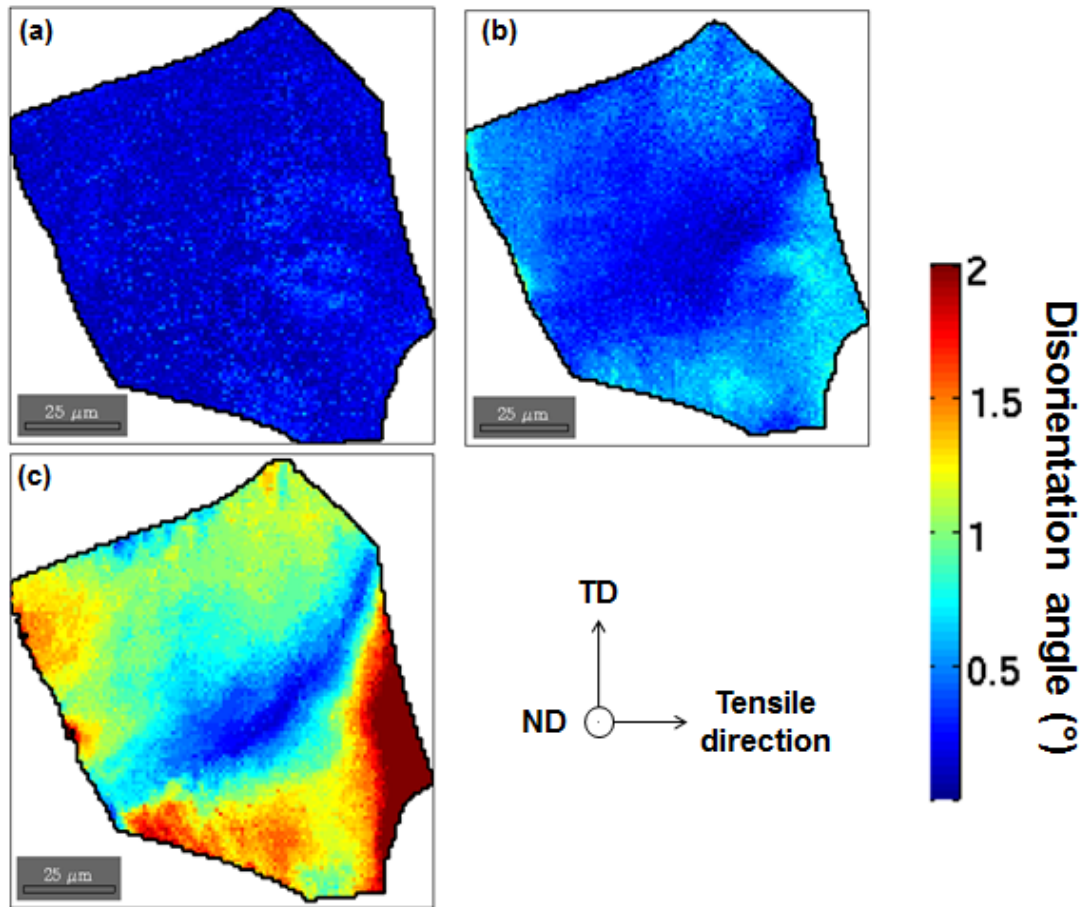 (a)
(b)
25 μm
25 μm
(c)
2
1.5
1
0.5
Disorientation angle (°)
TD
ND
Tensile
direction
25 μm